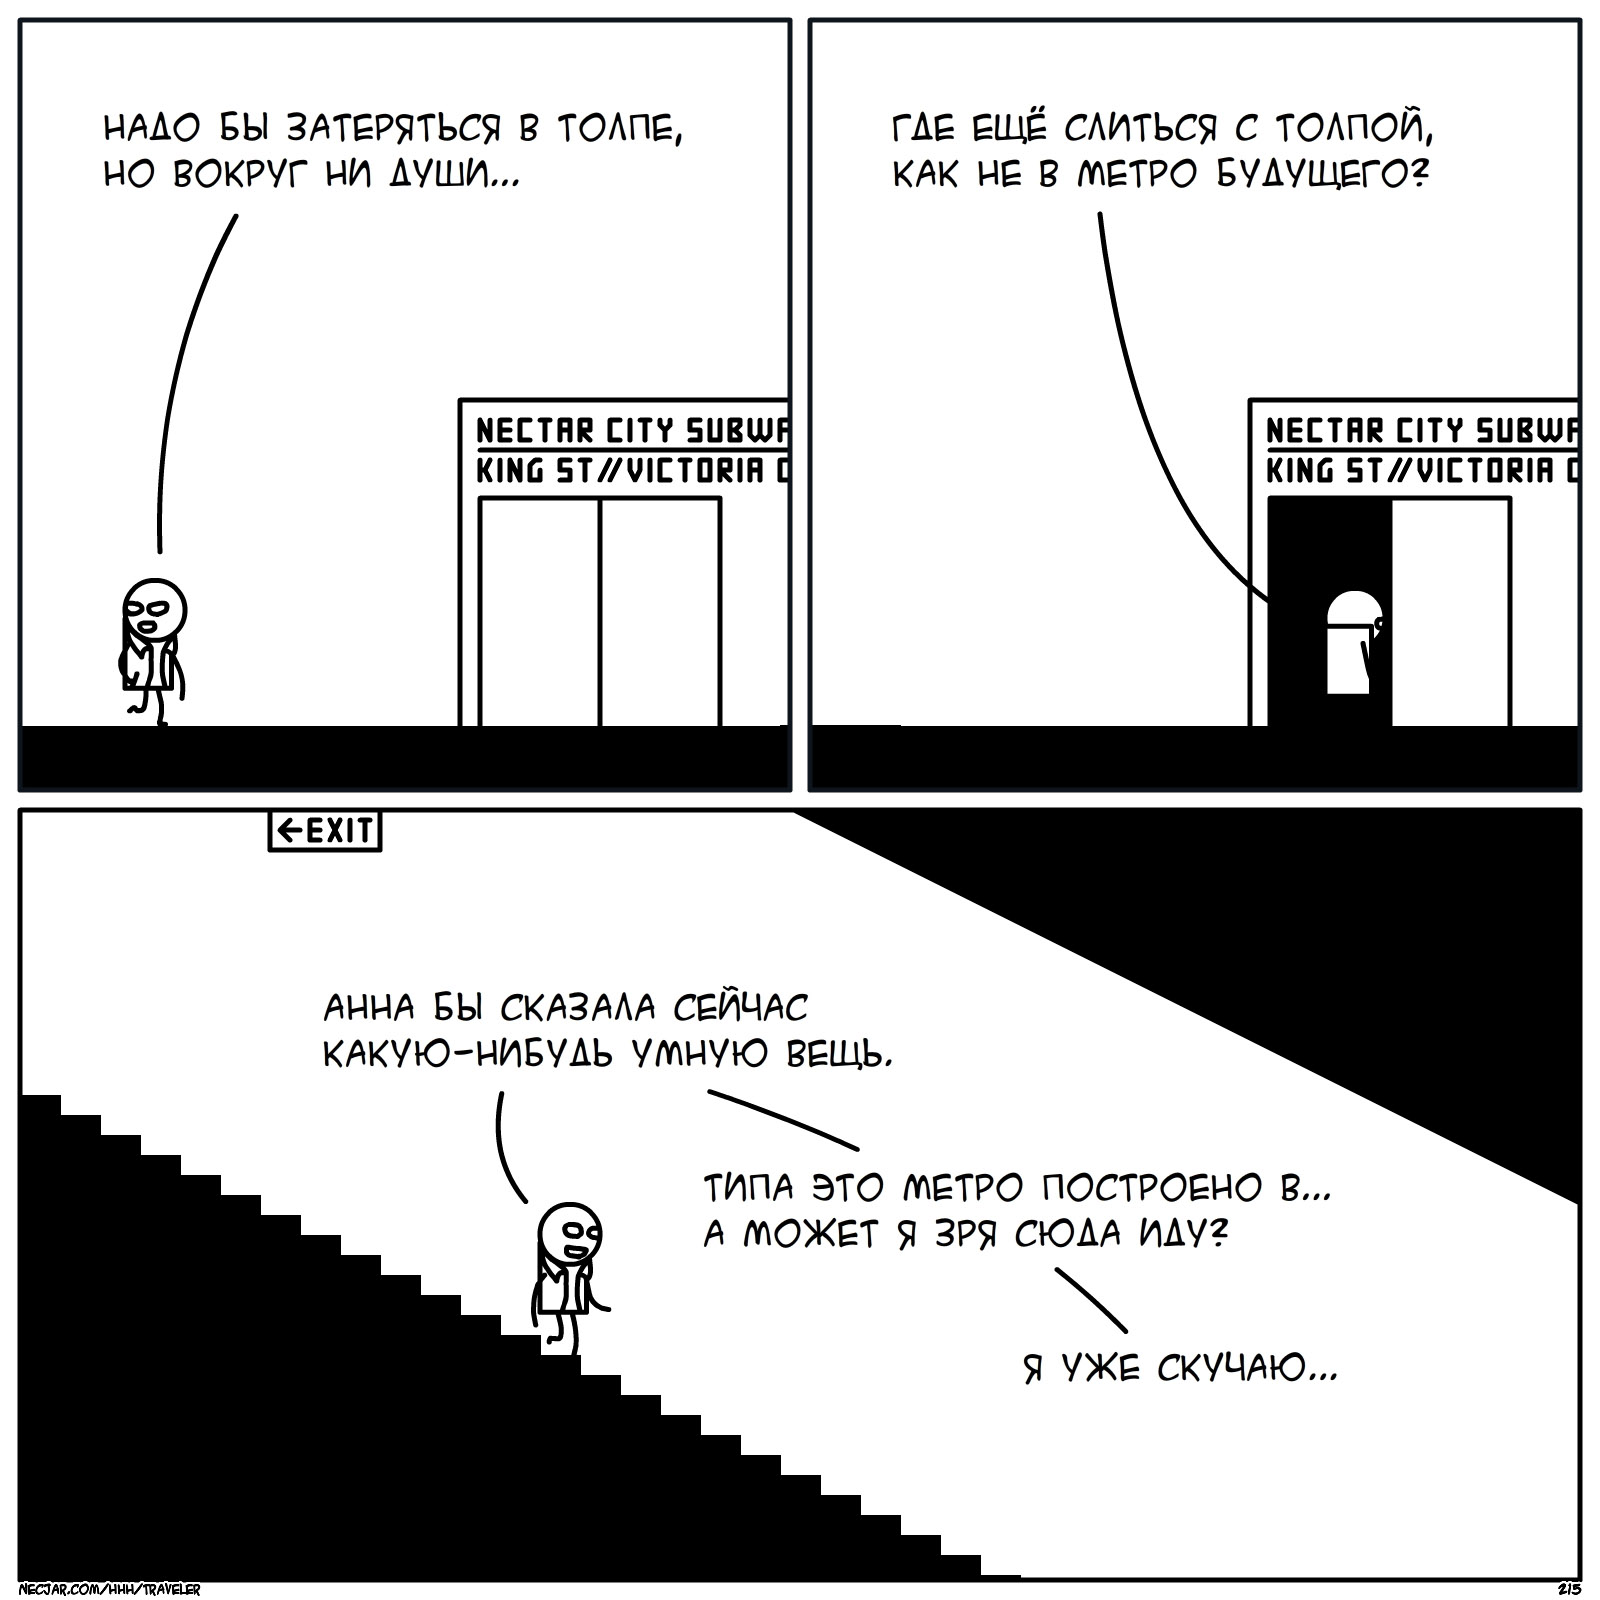 НАДО БЫ ЗАТЕРЯТЬСЯ В ТОЛПЕ,
НО ВОКРУГ НИ ДУШИ...
NECTAR CITY SUBWA
KING ST//VICTORIA
ГДЕ ЕЩЁ СЛИТЬСЯ С ТОЛПОЙ,
КАК НЕ В МЕТРО БУДУЩЕГО?
NECTAR CITY SUBWA
KING ST//VICTORIA
←EXIT
АННА БЫ СКАЗАЛА СЕЙЧАС
КАКУЮ-НИБУДЬ УМНУЮ ВЕЩЬ.
ТИПА ЭТО МЕТРО ПОСТРОЕНО В...
А МОЖЕТ Я ЗРЯ СЮДА ИДУ?
Я УЖЕ СКУЧАЮ...
NECJAR.COM/HHH/TRAVELER
215